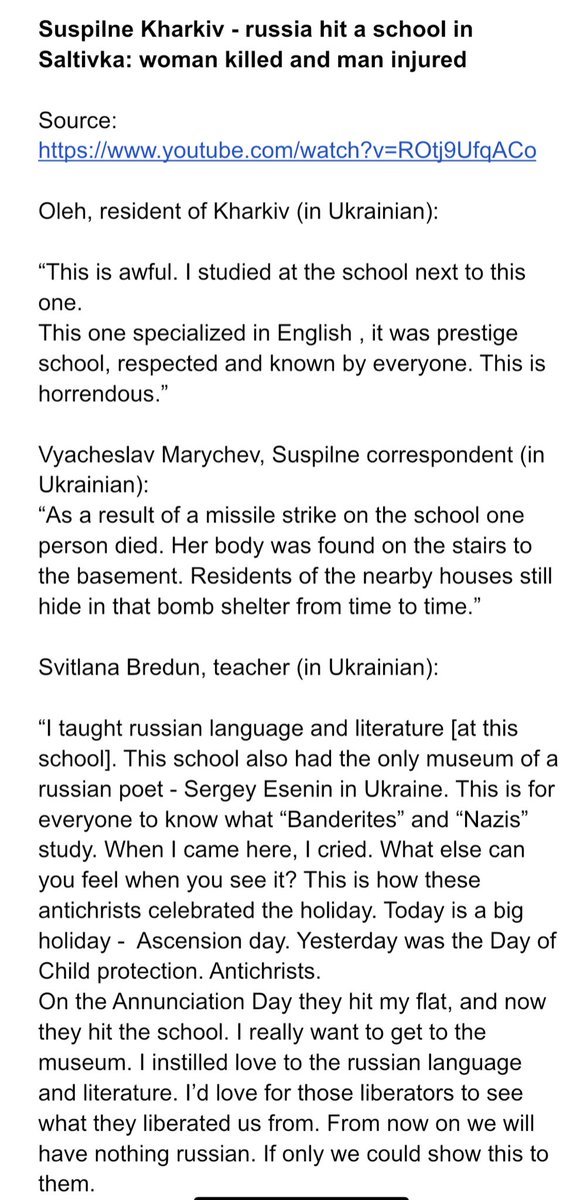 Suspilne Kharkiv - russia hit a school in
Saltivka: woman killed and man injured
Source:
https://www.youtube.com/watch?v=ROtj9UfqACo
Oleh, resident of Kharkiv (in Ukrainian):
“This is awful. I studied at the school next to this
one.
This one specialized in English , it was prestige
school, respected and known by everyone. This is
horrendous.”
Vyacheslav Marychev, Suspilne correspondent (in
Ukrainian):
“As a result of a missile strike on the school one
person died. Her body was found on the stairs to
the basement. Residents of the nearby houses still
hide in that bomb shelter from time to time.”
Svitlana Bredun, teacher (in Ukrainian):
“I taught russian language and literature [at this
school]. This school also had the only museum of a
russian poet - Sergey Esenin in Ukraine. This is for
everyone to know what “Banderites” and “Nazis”
study. When I came here, I cried. What else can
you feel when you see it? This is how these
antichrists celebrated the holiday. Today is a big
holiday -  Ascension day. Yesterday was the Day of
Child protection. Antichrists.
On the Annunciation Day they hit my flat, and now
they hit the school. I really want to get to the
museum. I instilled love to the russian language
and literature. I’d love for those liberators to see
what they liberated us from. From now on we will
have nothing russian. If only we could show this to
them.